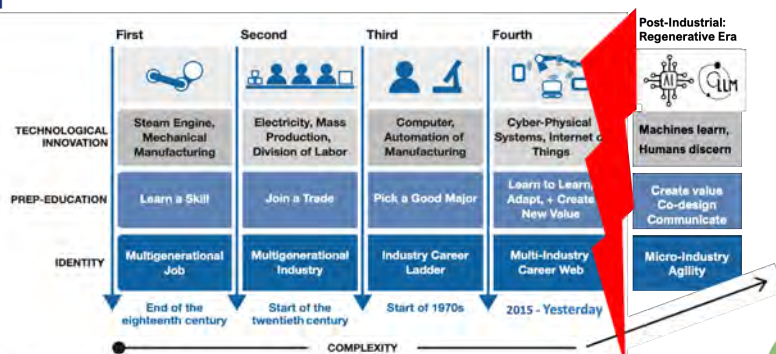 First
Second
Third
Fourth
Post-Industrial:
Regenerative Era
AI
LLM
TECHNOLOGICAL
INNOVATION
Steam Engine,
Mechanical
Manufacturing
Electricity, Mass
Production,
Division of Labor
Computer,
Automation of
Manufacturing
Cyber-Physical
Systems, Internet
Things
Machines learn,
Humans discern
PREP-EDUCATION
Learn a Skill
Join a Trade
Pick a Good Major
Learn to Learn,
Adapt, + Create
New Value
Create value
Co-design
Communicate
IDENTITY
Multigenerational
Job
Multigenerational
Industry
Industry Career
Ladder
Multi-Industry
Career Web
Micro-Industry
Agility
End of the
eighteenth century
Start of the
twentieth century
Start of 1970s
2015 - Yesterday
COMPLEXITY